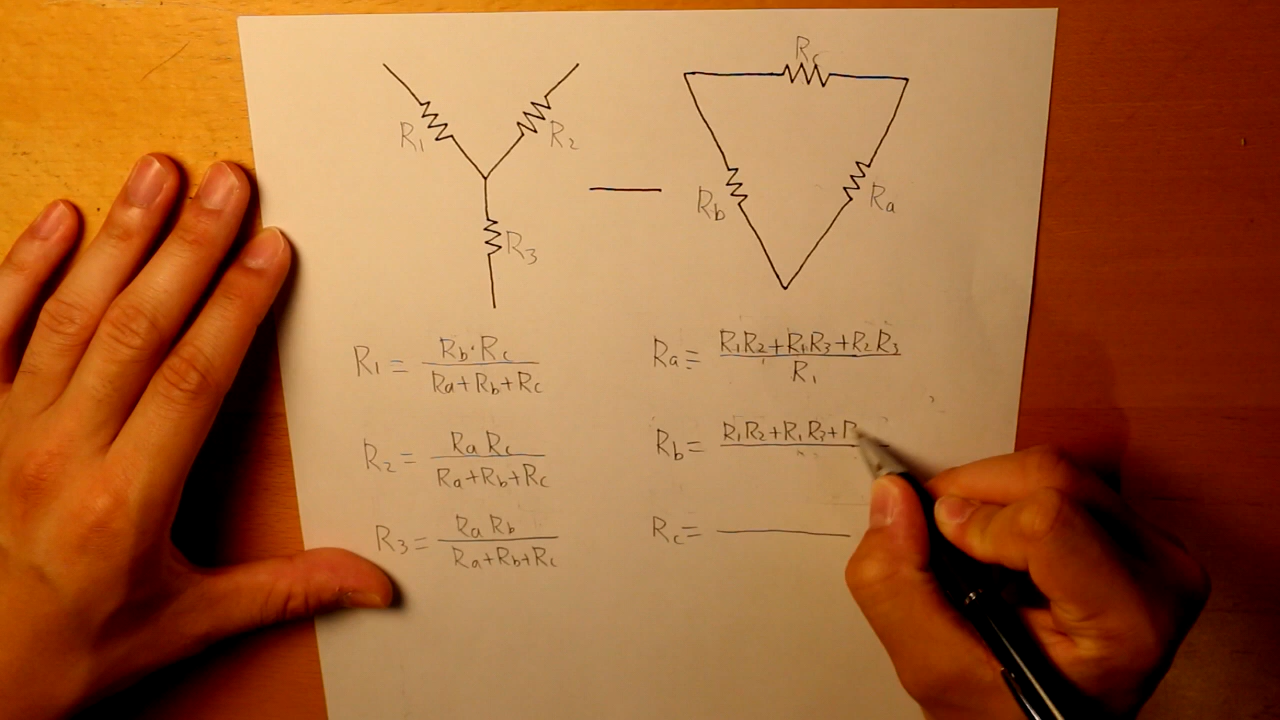 R1
R2
R3
Rc
Rb
Ra
R1 = Rb·Rc / Ra+Rb+Rc
Ra = R1R2+R1R3+R2R3 / R1
R2 = RaRc / Ra+Rb+Rc
Rb = R1R2+R1R3+R
R3 = RaRb / Ra+Rb+Rc
Rc =